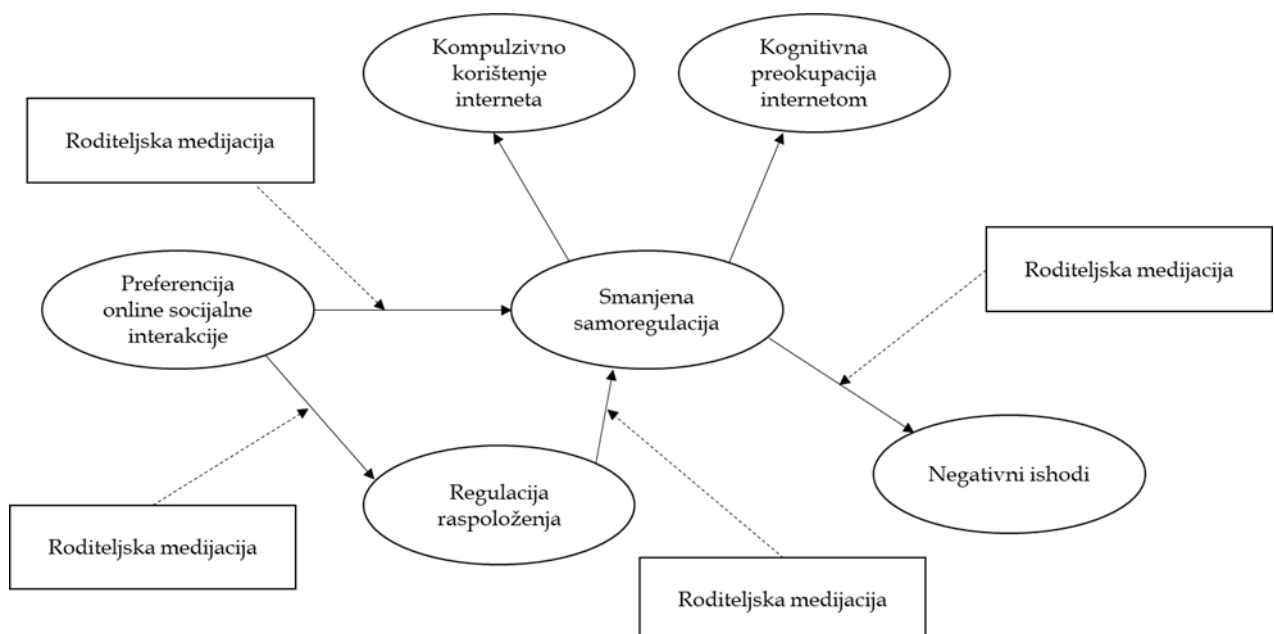 Kompulzivno
korištenje
interneta
Kognitivna
preokupacija
internetom
Roditeljska medijacija
Preferencija
online socijalne
interakcije
Smanjena
samoregulacija
Roditeljska medijacija
Regulacija
raspoloženja
Negativni ishodi
Roditeljska medijacija
Roditeljska medijacija